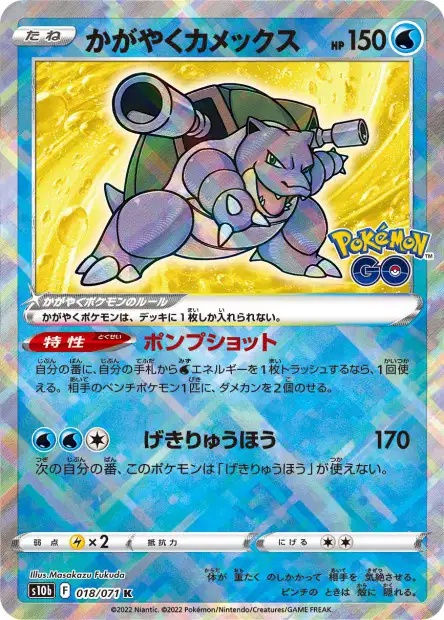 たね かがやくカメックス HP150
Pokémon
GO
かがやくポケモンのルール
かがやくポケモンは、デッキに1枚しか入れられない。
特性 ポンプショット
自分の番に、自分の手札から エネルギーを1枚トラッシュするなら、1回
使える。相手のベンチポケモン1匹に、ダメカンを2個のせる。
げきりゅうほう 170
次の自分の番、このポケモンは「げきりゅうほう」が使えない。
弱点 ×2 抵抗力 にげる
Illus.Masakazu Fukuda
s10b F 018/071 K
体が 重たく のしかかって 相手を 気絶させる。
ピンチの ときは 殻に 隠れる。
©2022 Niantic. ©2022 Pokémon/Nintendo/Creatures/GAME FREAK.